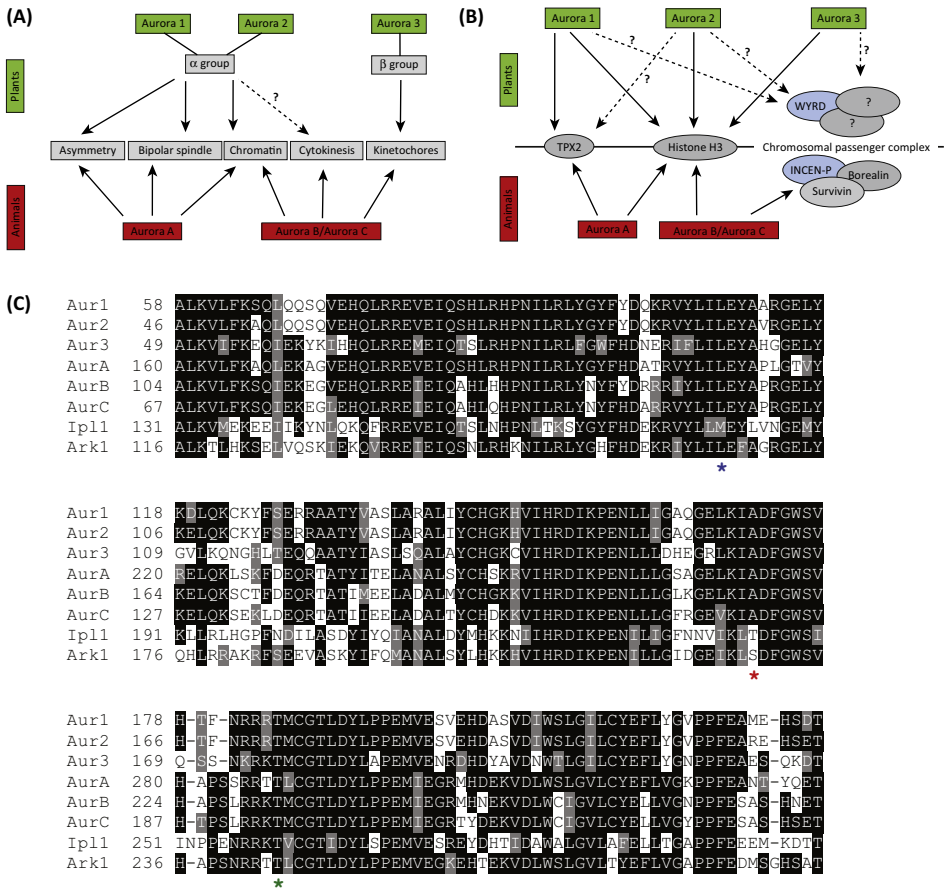 (A)
Aurora 1
Aurora 2
Aurora 3
α group
β group
Plants
?
Asymmetry
Bipolar spindle
Chromatin
Cytokinesis
Kinetochores
Animals
Aurora A
Aurora B/Aurora C
(B)
Aurora 1
Aurora 2
Aurora 3
?
?
?
?
Plants
WYRD
?
?
TPX2
Histone H3
Chromosomal passenger complex
INCEN-P
Borealin
Survivin
Animals
Aurora A
Aurora B/Aurora C
(C)
Aur1 58 ALKVLFKSQLQQSQVEHQLRREVEIQSHLRHPNILRLYGYFYDQKRVYLILEYAARGELY
Aur2 46 ALKVLFKAQLQQSQVEHQLRREVEIQSHLRHPNILRLYGYFYDQKRVYLILEYAVRGELY
Aur3 49 ALKVIFKEQIEKYKIHHQLRREMEIQTSLRHPNILRLFGWFHDNERIFLILEYAHGGELY
AurA 160 ALKVLFKAQLEKAGVEHQLRREVEIQSHLRHPNILRLYGYFHDATRVYLILEYAPLGTVY
AurB 104 ALKVLFKSQIEKEGVEHQLRREIEIQAHLHHPNILRLYNYFYDRRRIYLILEYAPRGELY
AurC 67 ALKVLFKSQIEKEGLEHQLRREIEIQAHLQHPNILRLYNYFHDARRVYLILEYAPRGELY
Ipl1 131 ALKVMEKEEIIKYNLQKQFRREVEIQTSLNHPNLTKSYGYFHDEKRVYLLMEYLVNGEMY
Ark1 116 ALKTLHKSELVQSKIEKQVRREIEIQSNLRHKNILRLYGHFHDEKRIYLILEFAGRGELY
*
Aur1 118 KDLQKCKYFSERRAATYVASLARALIYCHGKHVIHRDIKPENLLIGAQGELKIADFGWSV
Aur2 106 KELQKCKYFSERRAATYVASLARALIYCHGKHVIHRDIKPENLLIGAQGELKIADFGWSV
Aur3 109 GVLKQNGHLTEQQAATYIASLSQALAYCHGKCVIHRDIKPENLLLDHEGRLKIADFGWSV
AurA 220 RELQKLSKFDEQRTATYITELANALSYCHSKRVIHRDIKPENLLLGSAGELKIADFGWSV
AurB 164 KELQKSCTFDEQRTATIMEELADALMYCHGKKVIHRDIKPENLLLGLKGELKIADFGWSV
AurC 127 KELQKSEKLDEQRTATIIEELADALTYCHDKKVIHRDIKPENLLLGFRGEVKIADFGWSV
Ipl1 191 KLLRLHGPFNDILASDYIYQIANALDYMHKKNIIHRDIKPENILIGFNNVIKLTDFGWSI
Ark1 176 QHLRRAKRFSEEVASKYIFQMANALSYLHKKHVIHRDIKPENILLGIDGEIKLSDFGWSV
*
Aur1 178 H-TF-NRRRTMCGTLDYLPPEMVESVEHDASVDIWSLGILCYEFLYGVPPFEAME-HSDT
Aur2 166 H-TF-NRRRTMCGTLDYLPPEMVESVEHDASVDIWSLGILCYEFLYGVPPFEARE-HSET
Aur3 169 Q-SS-NKRKTMCGTLDYLAPEMVENRDHDYAVDNWTLGILCYEFLYGNPPFEAES-QKDT
AurA 280 H-APSSRRTTLCGTLDYLPPEMIEGRMHDEKVDLWSLGVLCYEFLVGKPPFEANT-YQET
AurB 224 H-APSLRRKTMCGTLDYLPPEMIEGRMHNEKVDLWCIGVLCYELLVGNPPFESAS-HNET
AurC 187 H-TPSLRRKTMCGTLDYLPPEMIEGRTYDEKVDLWCIGVLCYELLVGYPPFESAS-HSET
Ipl1 251 INPPENRRKTVCGTIDYLSPEMVESREYDHTIDAWALGVLAFELLTGAPPFEEEM-KDTT
Ark1 236 H-APSNRRTTLCGTLDYLPPEMVEGKEHTEKVDLWSLGVLTYEFLVGAPPFEDMSGHSAT
*